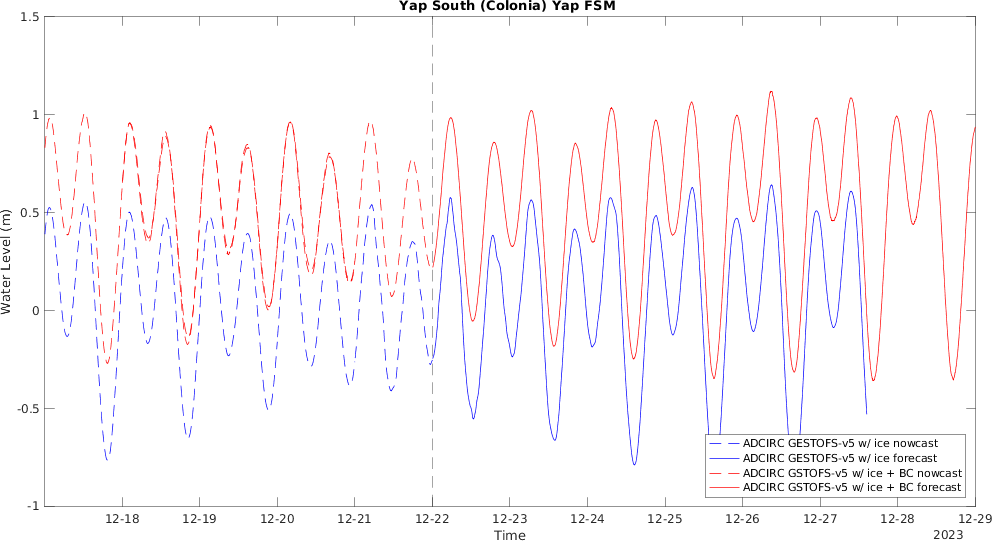 Yap South (Colonia) Yap FSM
1.5
1
0.5
0
-0.5
-1
Water Level (m)
12-18 12-19 12-20 12-21 12-22 12-23 12-24 12-25 12-26 12-27 12-28 12-29
Time
2023
ADCIRC GESTOFS-v5 w/ ice nowcast
ADCIRC GESTOFS-v5 w/ ice forecast
ADCIRC GSTOFS-v5 w/ ice + BC nowcast
ADCIRC GSTOFS-v5 w/ ice + BC forecast